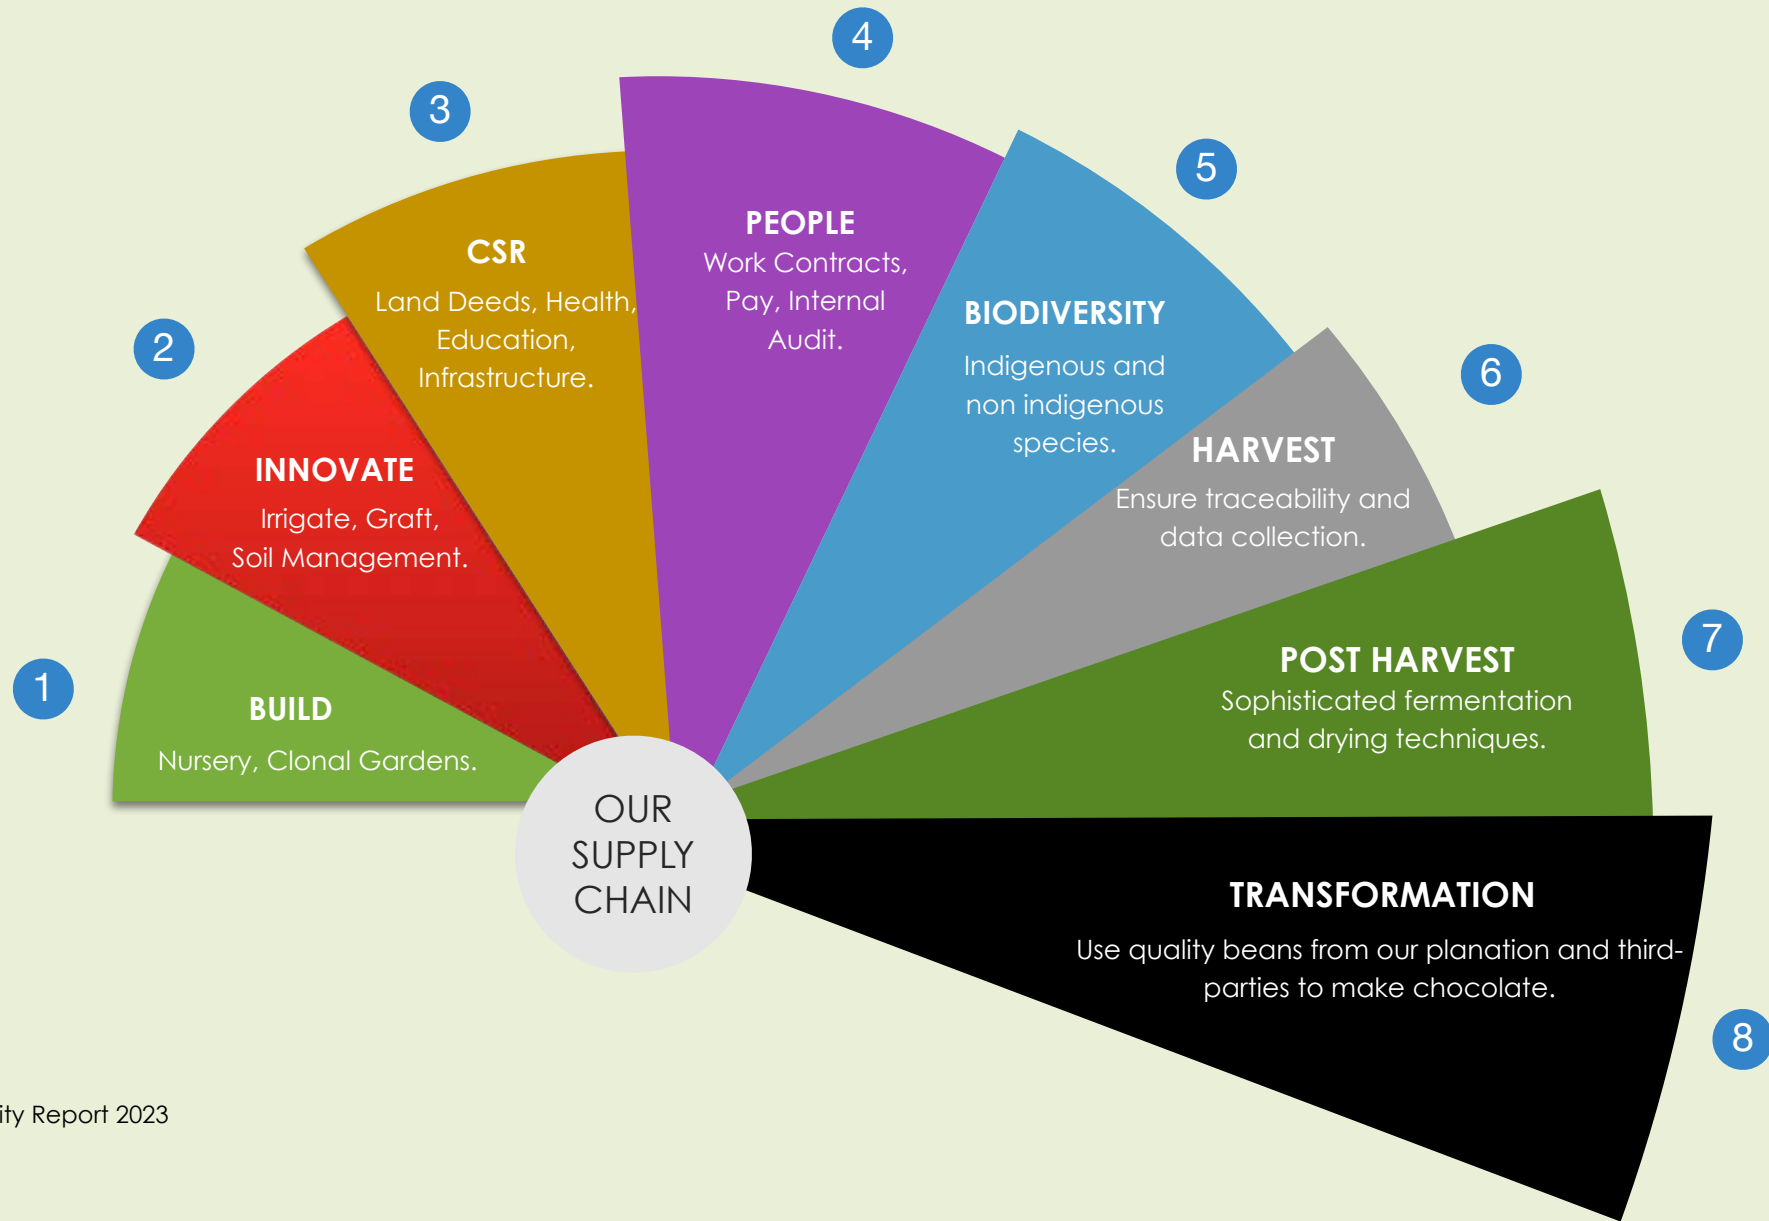 1
BUILD
Nursery, Clonal Gardens.
2
INNOVATE
Irrigate, Graft,
Soil Management.
3
CSR
Land Deeds, Health,
Education,
Infrastructure.
4
PEOPLE
Work Contracts,
Pay, Internal
Audit.
5
BIODIVERSITY
Indigenous and
non indigenous
species.
6
HARVEST
Ensure traceability and
data collection.
7
POST HARVEST
Sophisticated fermentation
and drying techniques.
8
TRANSFORMATION
Use quality beans from our planation and third-
parties to make chocolate.
OUR
SUPPLY
CHAIN
ity Report 2023